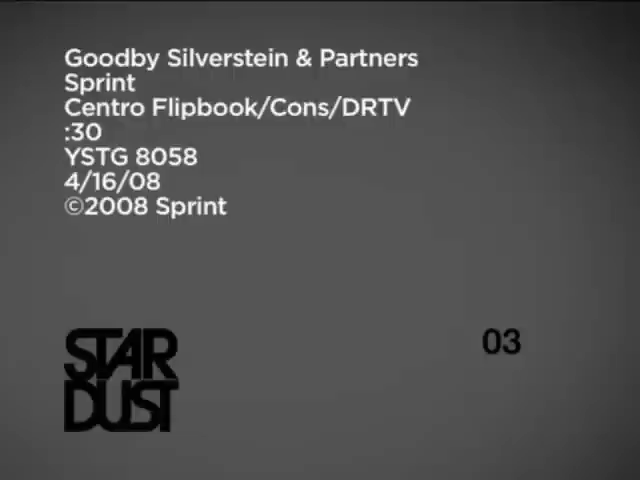 Goodby Silverstein & Partners
Sprint
Centro Flipbook/Cons/DRTV
:30
YSTG 8058
4/16/08
©2008 Sprint
STAR
DUST
03